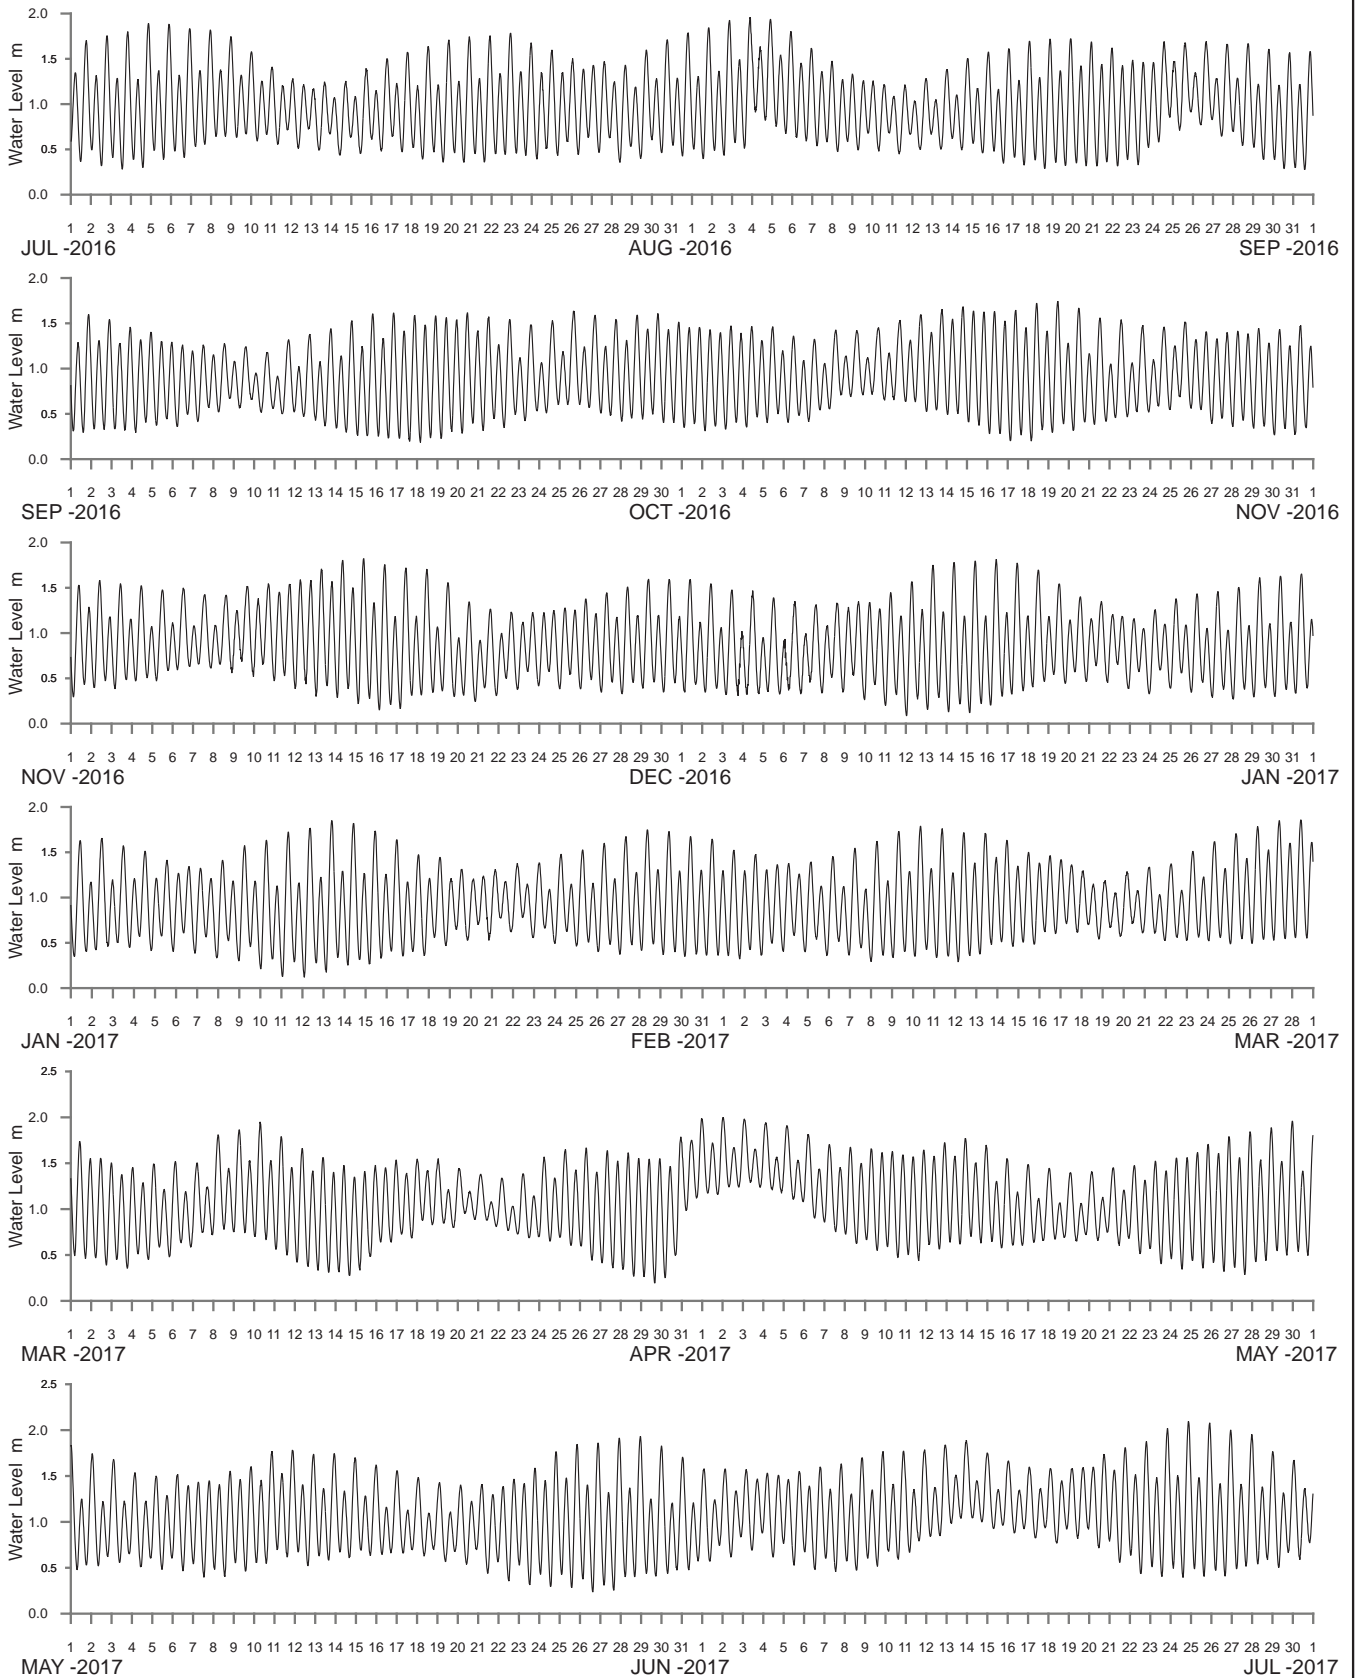 Water Level m
2.0
1.5
1.0
0.5
0.0
1 2 3 4 5 6 7 8 9 10 11 12 13 14 15 16 17 18 19 20 21 22 23 24 25 26 27 28 29 30 31 1 2 3 4 5 6 7 8 9 10 11 12 13 14 15 16 17 18 19 20 21 22 23 24 25 26 27 28 29 30 31 1
JUL -2016 AUG -2016 SEP -2016
Water Level m
2.0
1.5
1.0
0.5
0.0
1 2 3 4 5 6 7 8 9 10 11 12 13 14 15 16 17 18 19 20 21 22 23 24 25 26 27 28 29 30 1 2 3 4 5 6 7 8 9 10 11 12 13 14 15 16 17 18 19 20 21 22 23 24 25 26 27 28 29 30 31 1
SEP -2016 OCT -2016 NOV -2016
Water Level m
2.0
1.5
1.0
0.5
0.0
1 2 3 4 5 6 7 8 9 10 11 12 13 14 15 16 17 18 19 20 21 22 23 24 25 26 27 28 29 30 1 2 3 4 5 6 7 8 9 10 11 12 13 14 15 16 17 18 19 20 21 22 23 24 25 26 27 28 29 30 31 1
NOV -2016 DEC -2016 JAN -2017
Water Level m
2.0
1.5
1.0
0.5
0.0
1 2 3 4 5 6 7 8 9 10 11 12 13 14 15 16 17 18 19 20 21 22 23 24 25 26 27 28 29 30 31 1 2 3 4 5 6 7 8 9 10 11 12 13 14 15 16 17 18 19 20 21 22 23 24 25 26 27 28 1
JAN -2017 FEB -2017 MAR -2017
Water Level m
2.5
2.0
1.5
1.0
0.5
0.0
1 2 3 4 5 6 7 8 9 10 11 12 13 14 15 16 17 18 19 20 21 22 23 24 25 26 27 28 29 30 31 1 2 3 4 5 6 7 8 9 10 11 12 13 14 15 16 17 18 19 20 21 22 23 24 25 26 27 28 29 30 1
MAR -2017 APR -2017 MAY -2017
Water Level m
2.5
2.0
1.5
1.0
0.5
0.0
1 2 3 4 5 6 7 8 9 10 11 12 13 14 15 16 17 18 19 20 21 22 23 24 25 26 27 28 29 30 31 1 2 3 4 5 6 7 8 9 10 11 12 13 14 15 16 17 18 19 20 21 22 23 24 25 26 27 28 29 30 1
MAY -2017 JUN -2017 JUL -2017